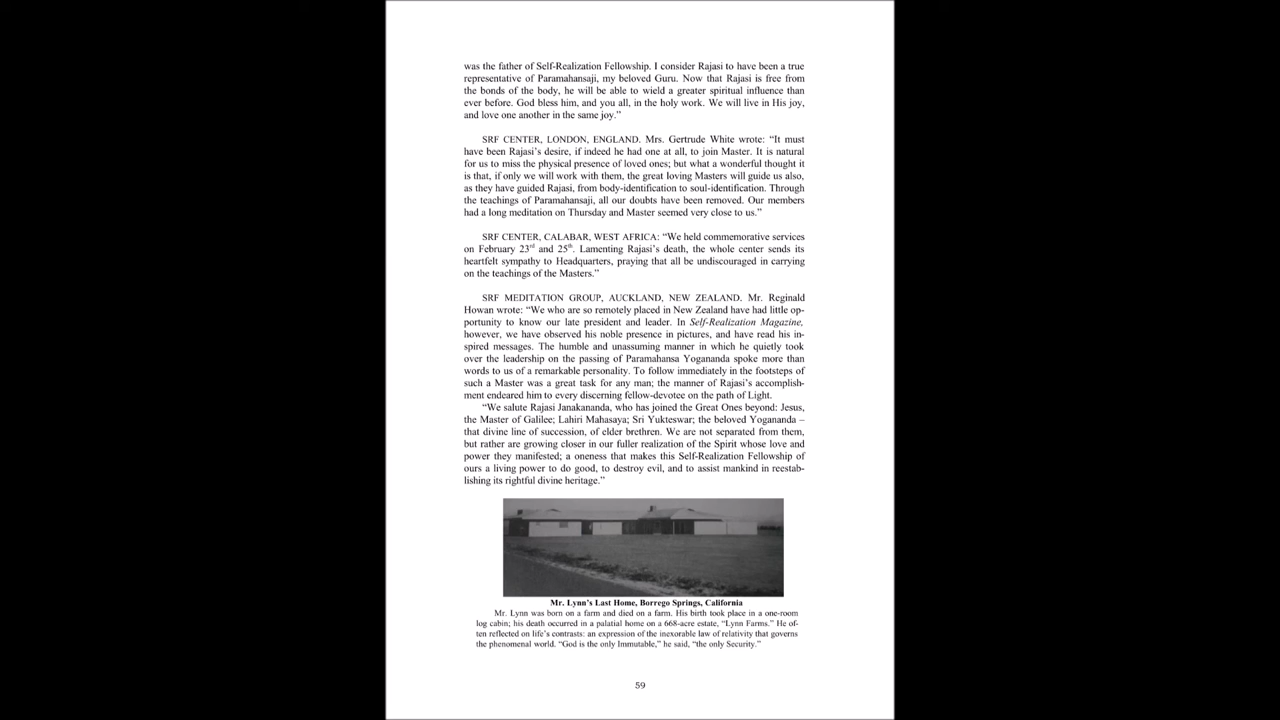 was the father of Self-Realization Fellowship. I consider Rajasi to have been a true
representative of Paramahansaji, my beloved Guru. Now that Rajasi is free from
the bonds of the body, he will be able to wield a greater spiritual influence than
ever before. God bless him, and you all, in the holy work. We will live in His joy,
and love one another in the same joy.”
SRF CENTER, LONDON, ENGLAND. Mrs. Gertrude White wrote: “It must
have been Rajasi’s desire, if indeed he had one at all, to join Master. It is natural
for us to miss the physical presence of loved ones; but what a wonderful thought it
is that, if only we will work with them, the great loving Masters will guide us also,
as they have guided Rajasi, from body-identification to soul-identification. Through
the teachings of Paramahansaji, all our doubts have been removed. Our members
had a long meditation on Thursday and Master seemed very close to us.”
SRF CENTER, CALABAR, WEST AFRICA: “We held commemorative services
on February 23rd and 25th. Lamenting Rajasi’s death, the whole center sends its
heartfelt sympathy to Headquarters, praying that all be undiscouraged in carrying
on the teachings of the Masters.”
SRF MEDITATION GROUP, AUCKLAND, NEW ZEALAND. Mr. Reginald
Howan wrote: “We who are so remotely placed in New Zealand have had little op-
portunity to know our late president and leader. In Self-Realization Magazine,
however, we have observed his noble presence in pictures, and have read his in-
spired messages. The humble and unassuming manner in which he quietly took
over the leadership on the passing of Paramahansa Yogananda spoke more than
words to us of a remarkable personality. To follow immediately in the footsteps of
such a Master was a great task for any man; the manner of Rajasi’s accomplish-
ment endeared him to every discerning fellow-devotee on the path of Light.
“We salute Rajasi Janakananda, who has joined the Great Ones beyond: Jesus,
the Master of Galilee; Lahiri Mahasaya; Sri Yukteswar; the beloved Yogananda –
that divine line of succession, of elder brethren. We are not separated from them,
but rather are growing closer in our fuller realization of the Spirit whose love and
power they manifested; a oneness that makes this Self-Realization Fellowship of
ours a living power to do good, to destroy evil, and to assist mankind in reestab-
lishing its rightful divine heritage.”
Mr. Lynn’s Last Home, Borrego Springs, California
Mr. Lynn was born on a farm and died on a farm. His birth took place in a one-room
log cabin; his death occurred in a palatial home on a 668-acre estate, “Lynn Farms.” He of-
ten reflected on life’s contrasts: an expression of the inexorable law of relativity that governs
the phenomenal world. “God is the only Immutable,” he said, “the only Security.”
59